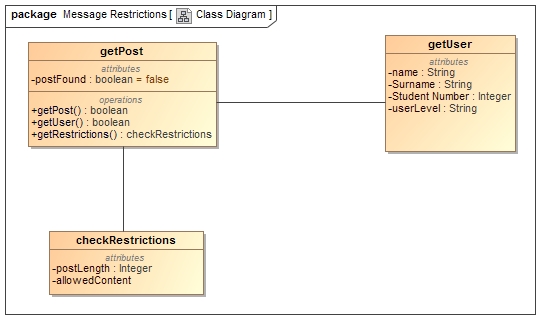 package Message Restrictions [ Class Diagram ]
getPost
attributes
-postFound : boolean = false
operations
+getPost() : boolean
+getUser() : boolean
+getRestrictions() : checkRestrictions
getUser
attributes
-name : String
-Surname : String
-Student Number : Integer
-userLevel : String
checkRestrictions
attributes
-postLength : Integer
-allowedContent